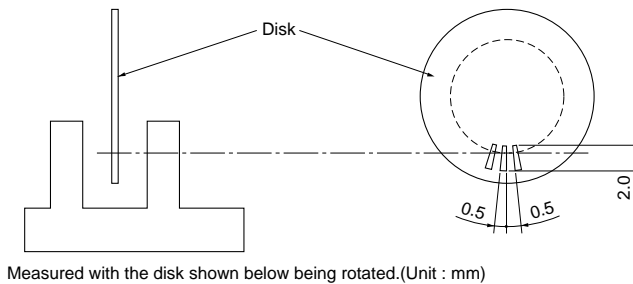 Disk
0.5
0.5
2.0
Measured with the disk shown below being rotated.(Unit : mm)